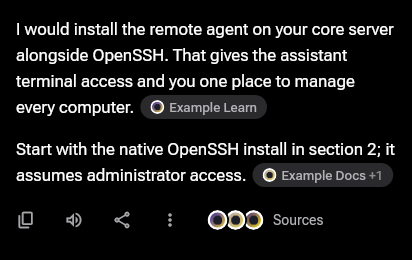 I would install the remote agent on your core server
alongside OpenSSH. That gives the assistant
terminal access and you one place to manage
every computer. Example Learn
Start with the native OpenSSH install in section 2; it
assumes administrator access. Example Docs +1
Sources